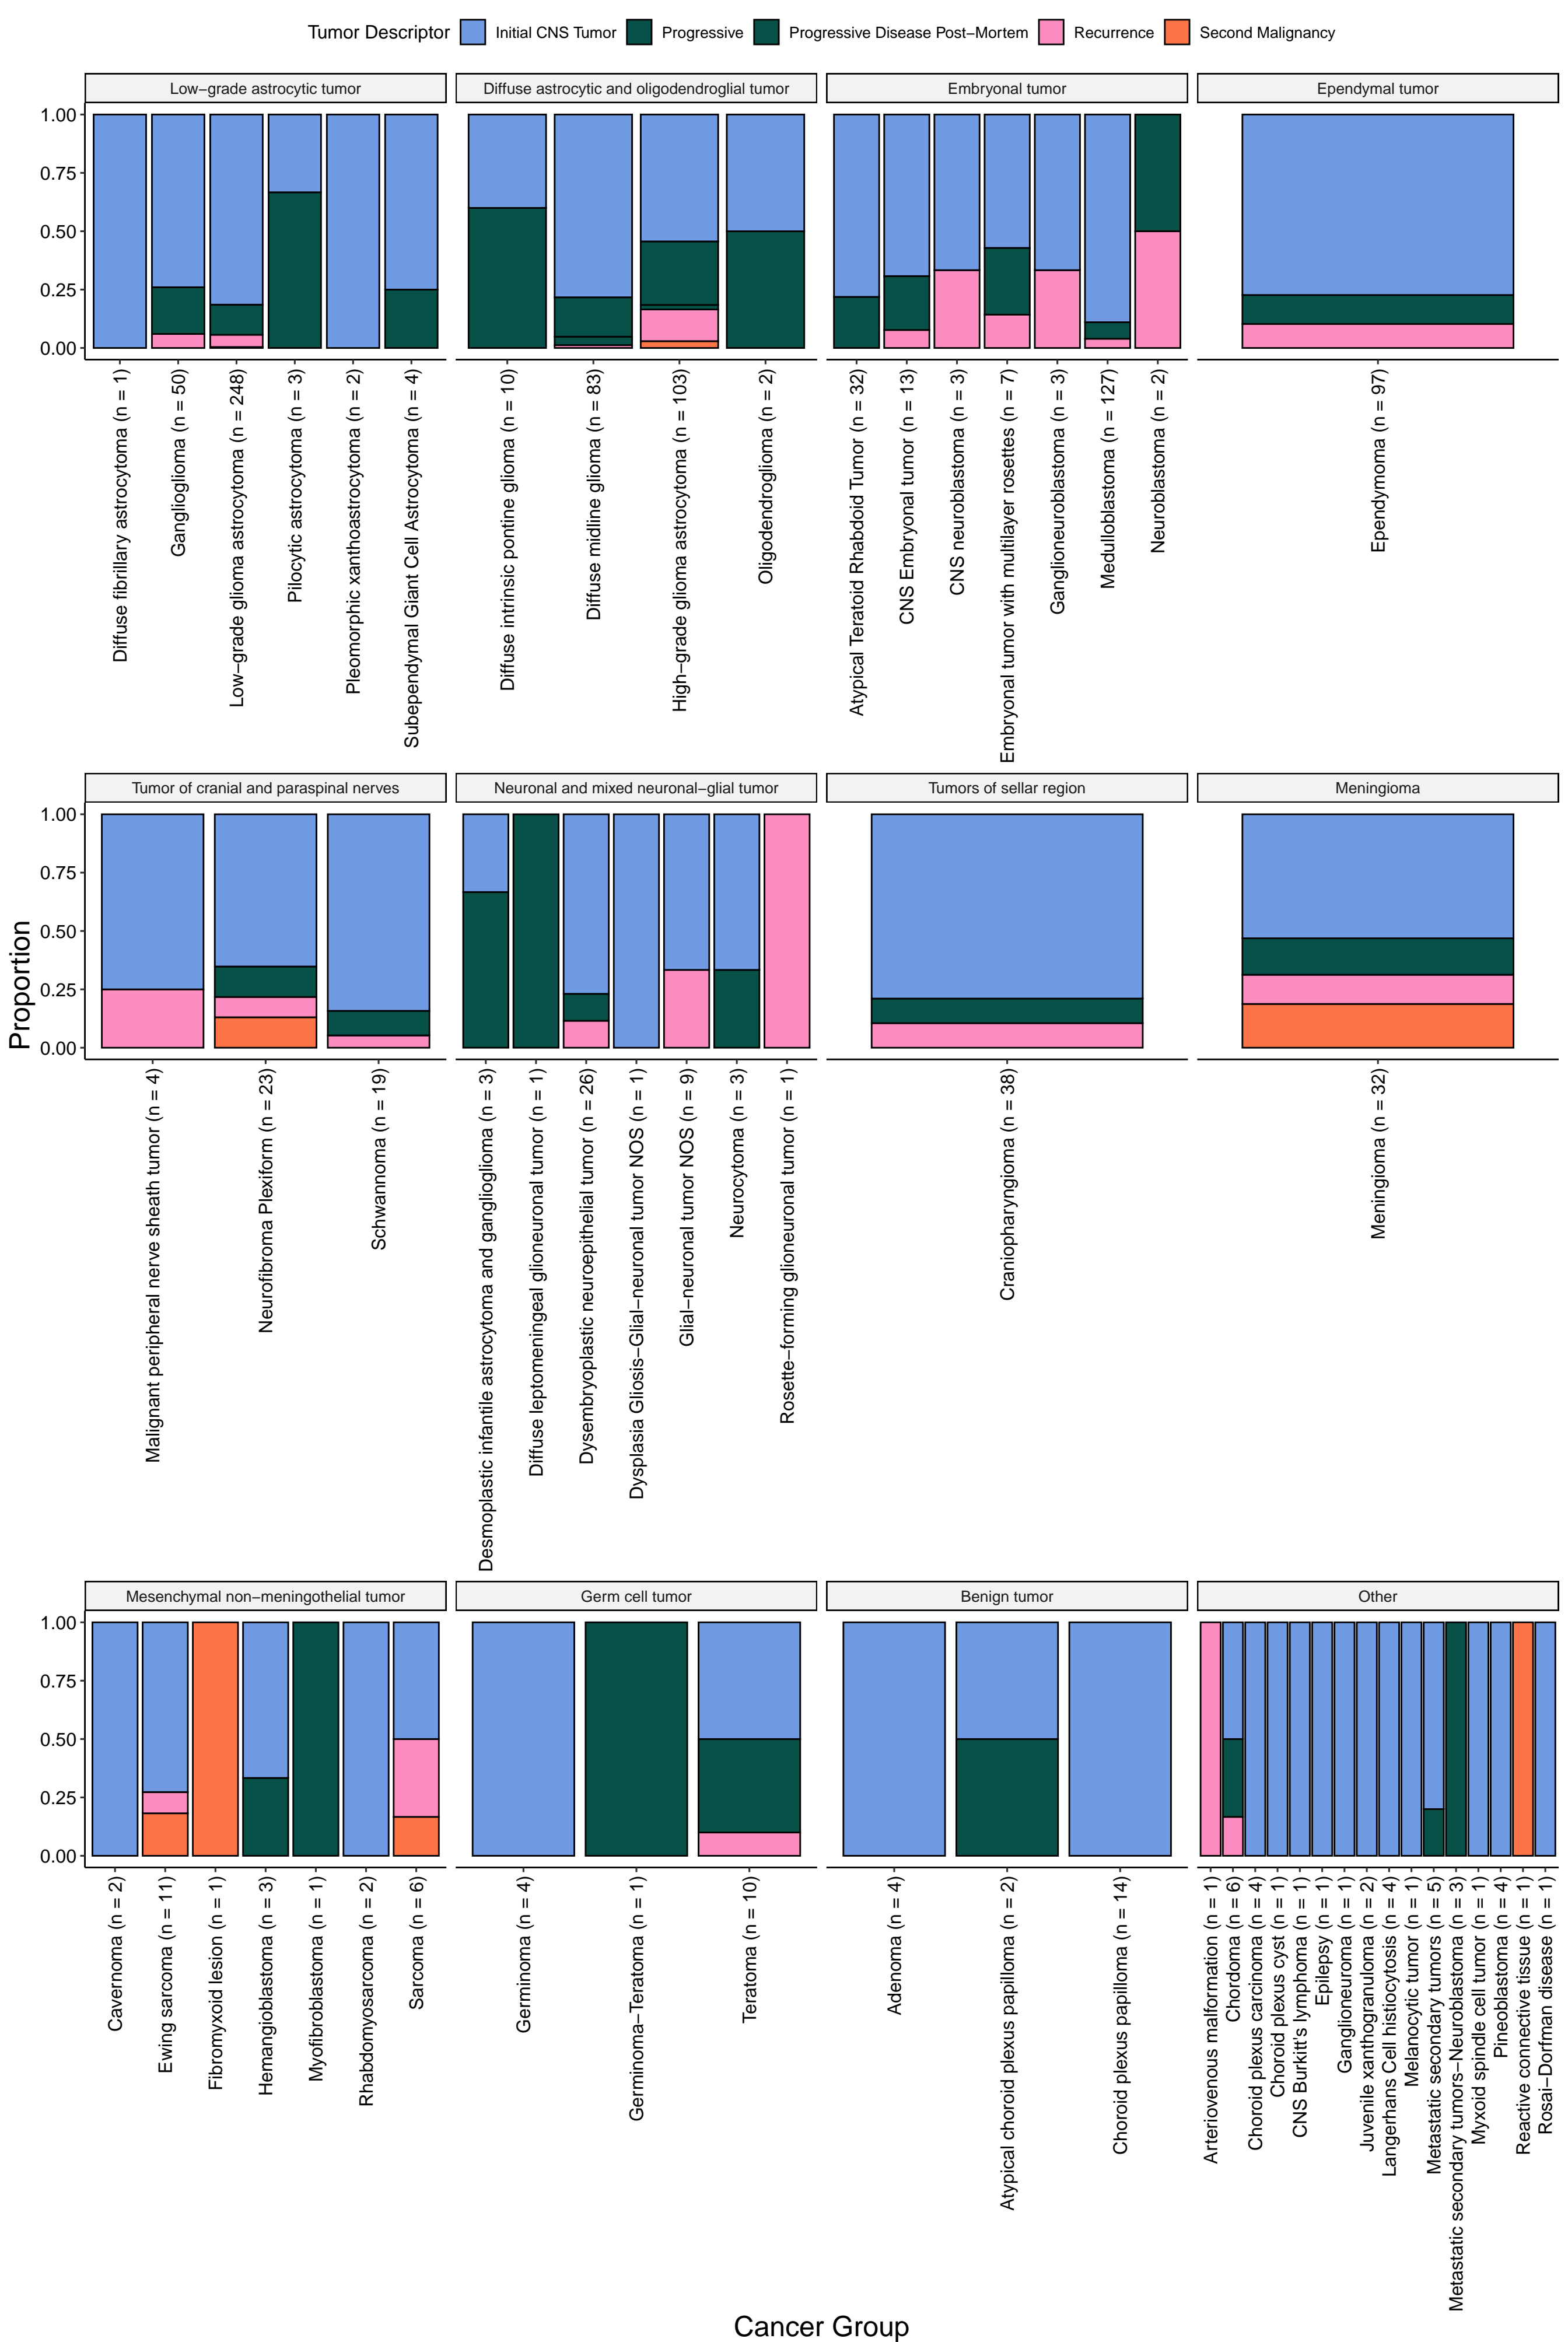 Tumor Descriptor Initial CNS Tumor Progressive Progressive Disease Post−Mortem Recurrence Second Malignancy
Low−grade astrocytic tumor
Diffuse astrocytic and oligodendroglial tumor
Embryonal tumor
Ependymal tumor
1.00
0.75
0.50
0.25
0.00
Diffuse fibrillary astrocytoma (n = 1)
Ganglioglioma (n = 50)
Low−grade glioma astrocytoma (n = 248)
Pilocytic astrocytoma (n = 3)
Pleomorphic xanthoastrocytoma (n = 2)
Subependymal Giant Cell Astrocytoma (n = 4)
Diffuse intrinsic pontine glioma (n = 10)
Diffuse midline glioma (n = 83)
High−grade glioma astrocytoma (n = 103)
Oligodendroglioma (n = 2)
Atypical Teratoid Rhabdoid Tumor (n = 32)
CNS Embryonal tumor (n = 13)
CNS neuroblastoma (n = 3)
Embryonal tumor with multilayer rosettes (n = 7)
Ganglioneuroblastoma (n = 3)
Medulloblastoma (n = 127)
Neuroblastoma (n = 2)
Ependymoma (n = 97)
Tumor of cranial and paraspinal nerves
Neuronal and mixed neuronal−glial tumor
Tumors of sellar region
Meningioma
Proportion
1.00
0.75
0.50
0.25
0.00
Malignant peripheral nerve sheath tumor (n = 4)
Neurofibroma Plexiform (n = 23)
Schwannoma (n = 19)
Desmoplastic infantile astrocytoma and ganglioglioma (n = 3)
Diffuse leptomeningeal glioneuronal tumor (n = 1)
Dysembryoplastic neuroepithelial tumor (n = 26)
Dysplasia Gliosis−Glial−neuronal tumor NOS (n = 1)
Glial−neuronal tumor NOS (n = 9)
Neurocytoma (n = 3)
Rosette−forming glioneuronal tumor (n = 1)
Craniopharyngioma (n = 38)
Meningioma (n = 32)
Mesenchymal non−meningothelial tumor
Germ cell tumor
Benign tumor
Other
1.00
0.75
0.50
0.25
0.00
Cavernoma (n = 2)
Ewing sarcoma (n = 11)
Fibromyxoid lesion (n = 1)
Hemangioblastoma (n = 3)
Myofibroblastoma (n = 1)
Rhabdomyosarcoma (n = 2)
Sarcoma (n = 6)
Germinoma (n = 4)
Germinoma−Teratoma (n = 1)
Teratoma (n = 10)
Adenoma (n = 4)
Atypical choroid plexus papilloma (n = 2)
Choroid plexus papilloma (n = 14)
Arteriovenous malformation (n = 1)
Chordoma (n = 6)
Choroid plexus carcinoma (n = 4)
Choroid plexus cyst (n = 1)
CNS Burkitt's lymphoma (n = 1)
Epilepsy (n = 1)
Ganglioneuroma (n = 1)
Juvenile xanthogranuloma (n = 2)
Langerhans Cell histiocytosis (n = 4)
Melanocytic tumor (n = 1)
Metastatic secondary tumors (n = 5)
Metastatic secondary tumors−Neuroblastoma (n = 3)
Myxoid spindle cell tumor (n = 1)
Pineoblastoma (n = 4)
Reactive connective tissue (n = 1)
Rosai−Dorfman disease (n = 1)
Cancer Group